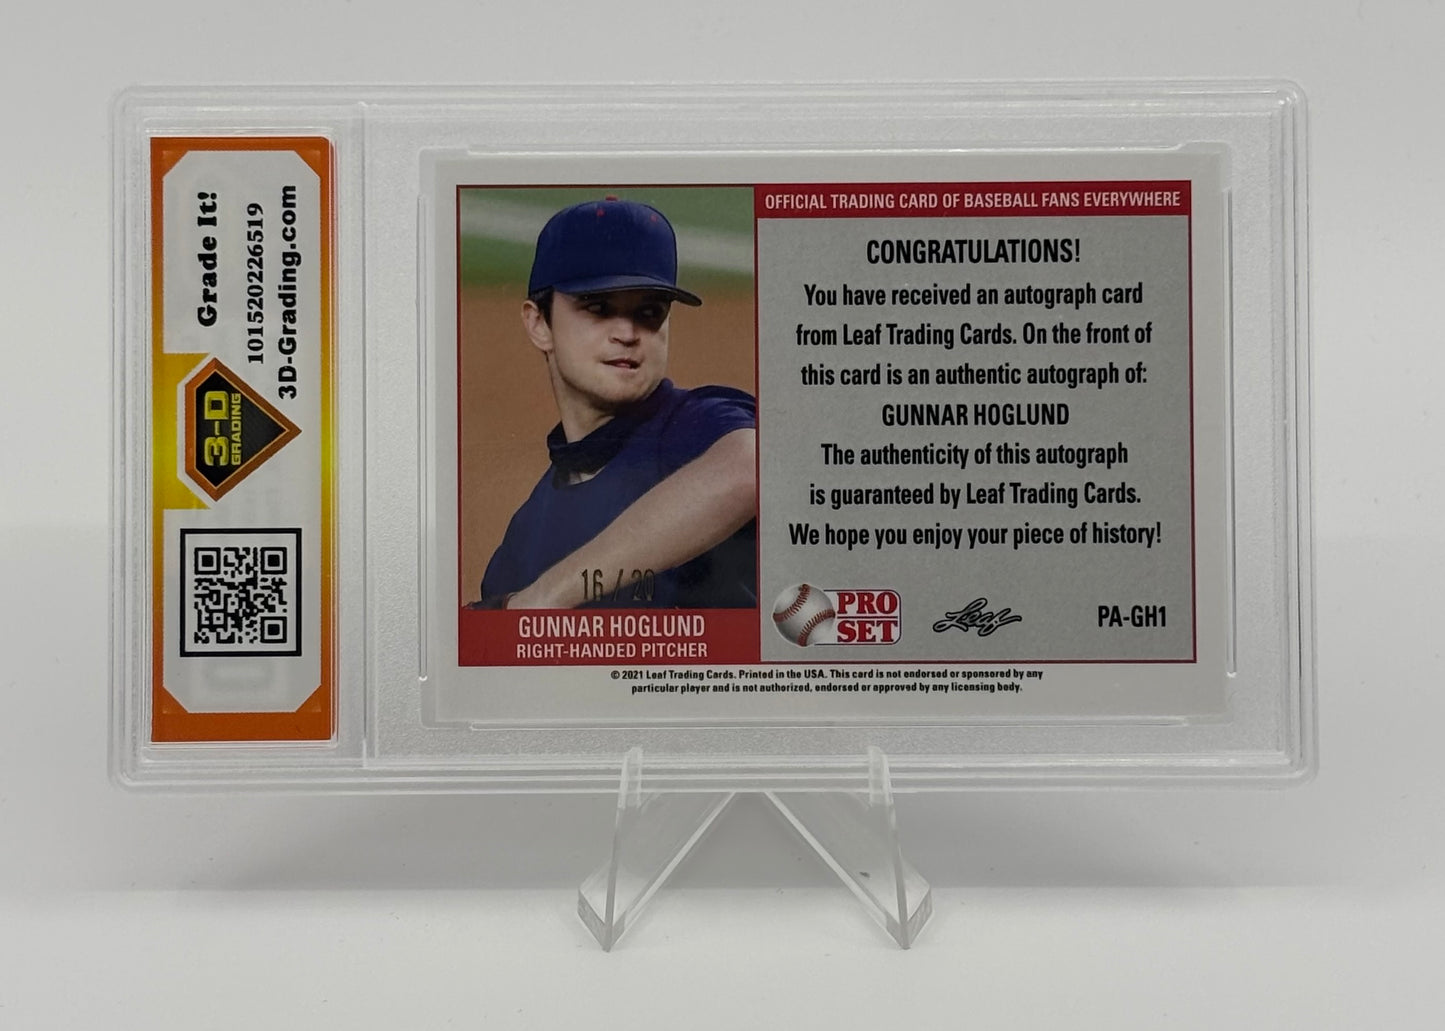 Grade It!
101520226519
3D-Grading.com
3-D
GRADING
OFFICIAL TRADING CARD OF BASEBALL FANS EVERYWHERE
CONGRATULATIONS!
You have received an autograph card
from Leaf Trading Cards. On the front of
this card is an authentic autograph of:
GUNNAR HOGLUND
The authenticity of this autograph
is guaranteed by Leaf Trading Cards.
We hope you enjoy your piece of history!
16 / 20
GUNNAR HOGLUND
RIGHT-HANDED PITCHER
PRO
SET
Leaf
PA-GH1
© 2021 Leaf Trading Cards. Printed in the USA. This card is not endorsed or sponsored by any
particular player and is not authorized, endorsed or approved by any licensing body.